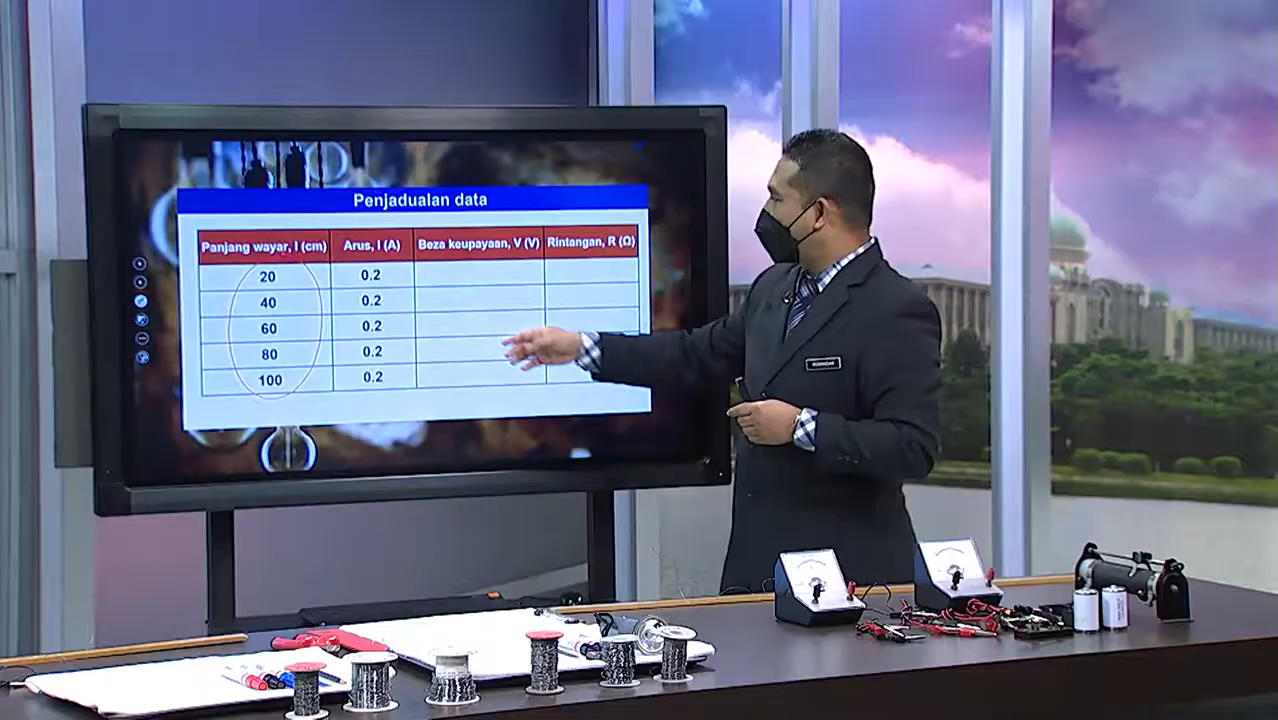 Penjadualan data
Panjang wayar, l (cm) Arus, I (A) Beza keupayaan, V (V) Rintangan, R (Ω)
20 0.2
40 0.2
60 0.2
80 0.2
100 0.2